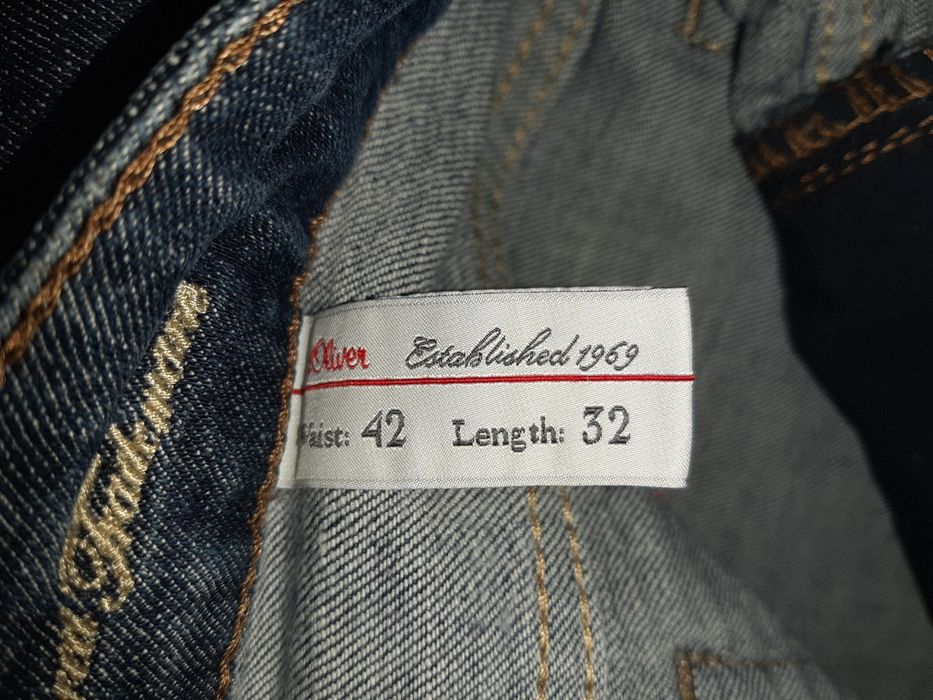 s.Oliver Established 1969
Waist: 42 Length: 32